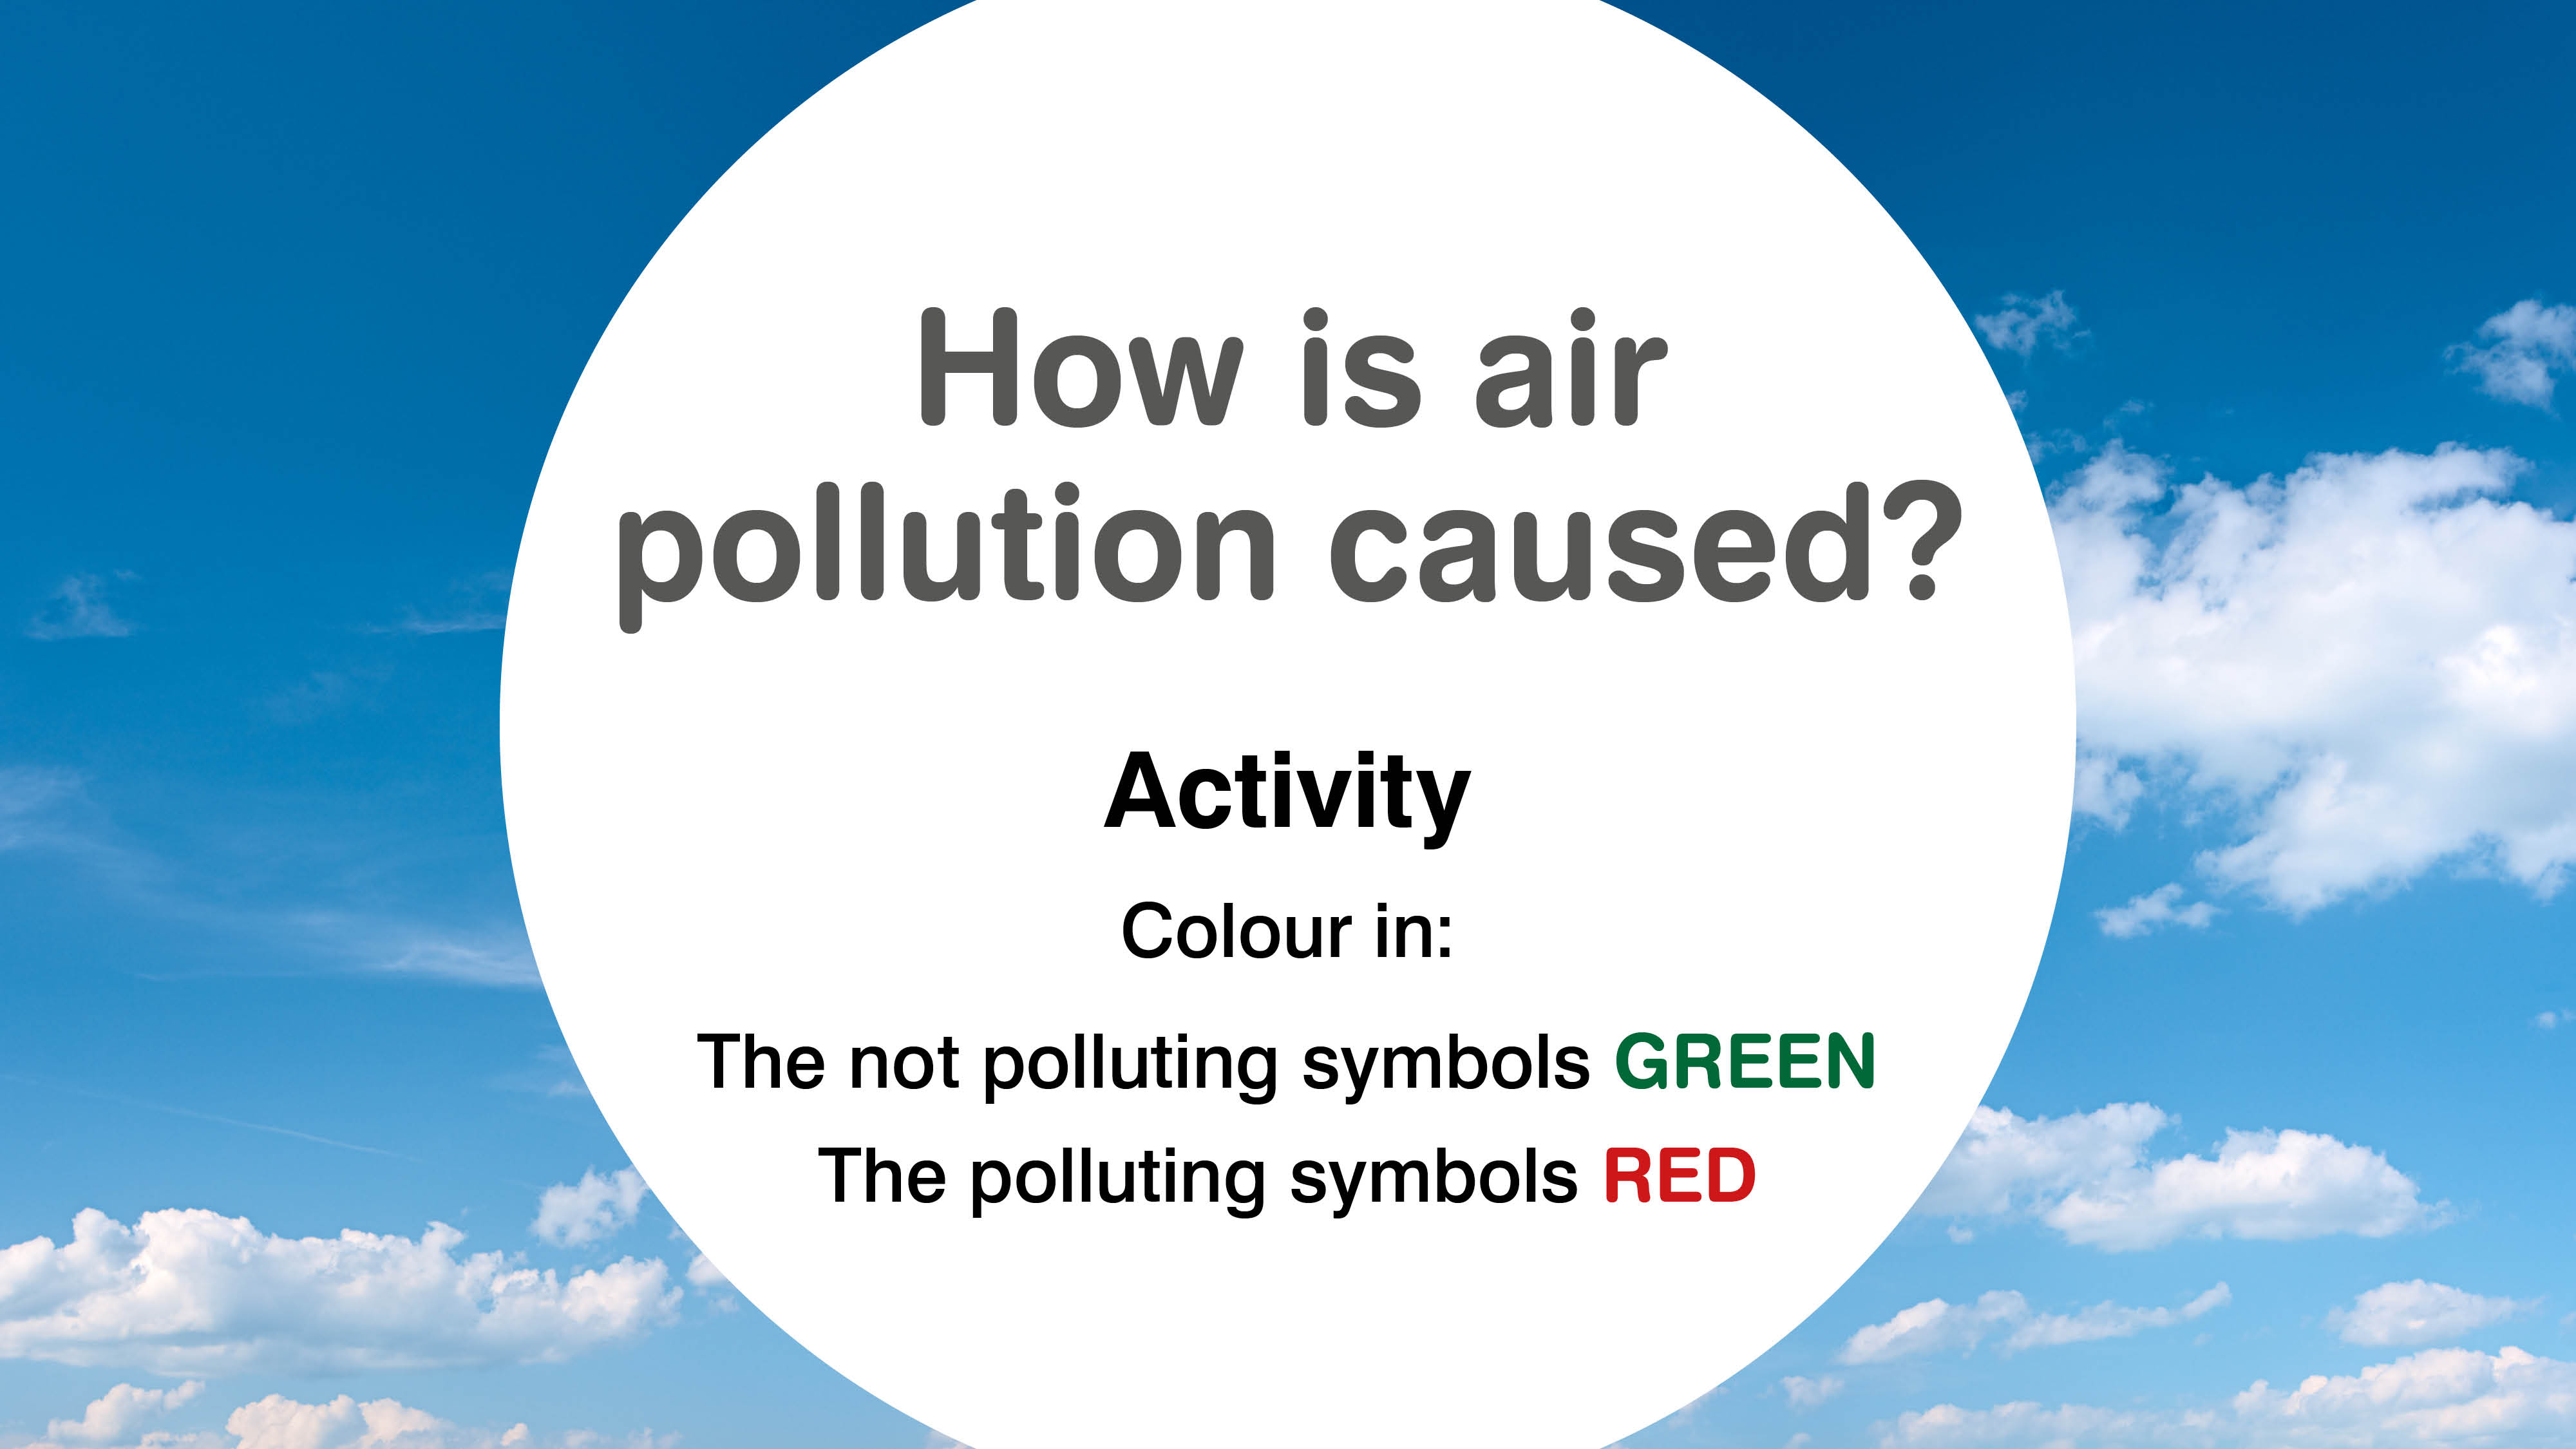 How is air
pollution caused?
Activity
Colour in:
The not polluting symbols GREEN
The polluting symbols RED